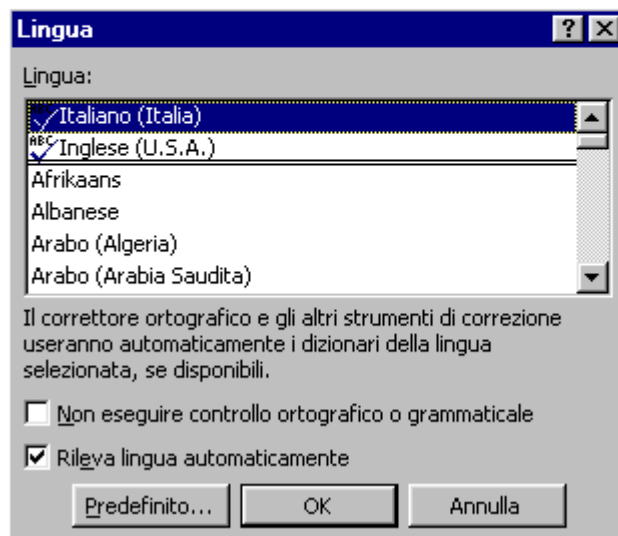 Lingua
Lingua:
Italiano (Italia)
ABC Inglese (U.S.A.)
Afrikaans
Albanese
Arabo (Algeria)
Arabo (Arabia Saudita)
Il correttore ortografico e gli altri strumenti di correzione
useranno automaticamente i dizionari della lingua
selezionata, se disponibili.
Non eseguire controllo ortografico o grammaticale
Rileva lingua automaticamente
Predefinito... OK Annulla